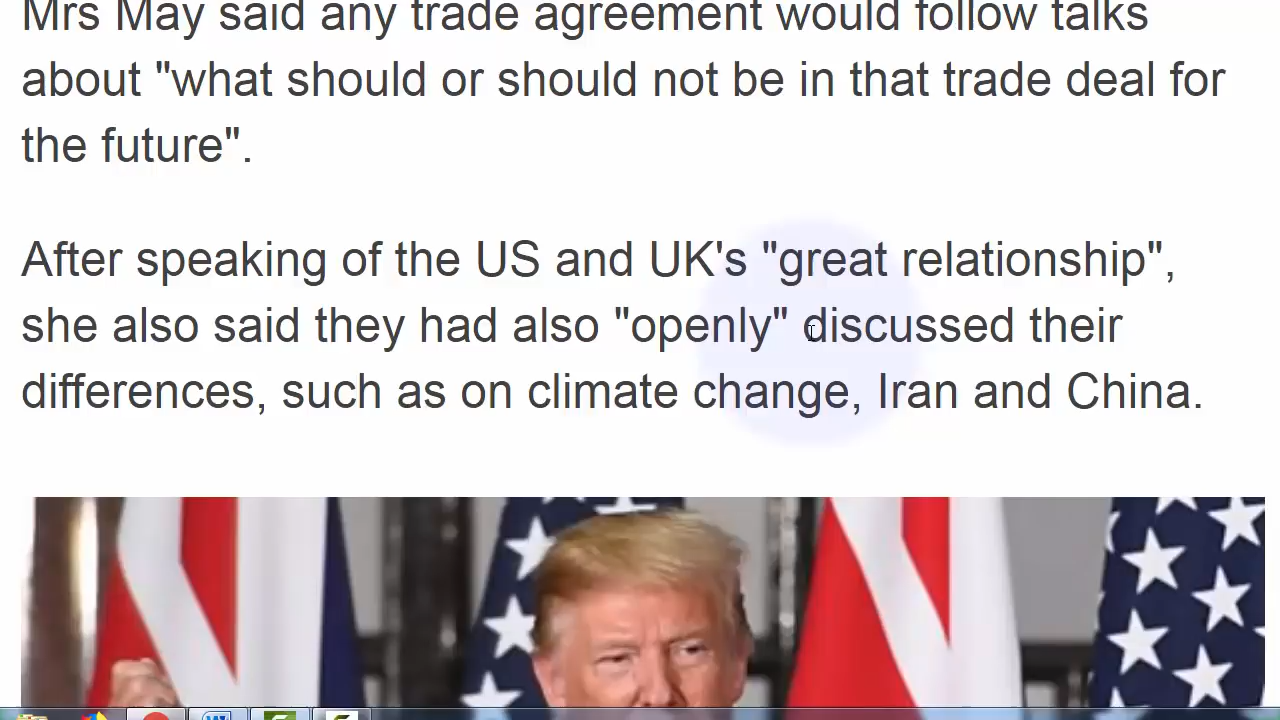 Mrs May said any trade agreement would follow talks
about "what should or should not be in that trade deal for
the future".
After speaking of the US and UK's "great relationship",
she also said they had also "openly" discussed their
differences, such as on climate change, Iran and China.